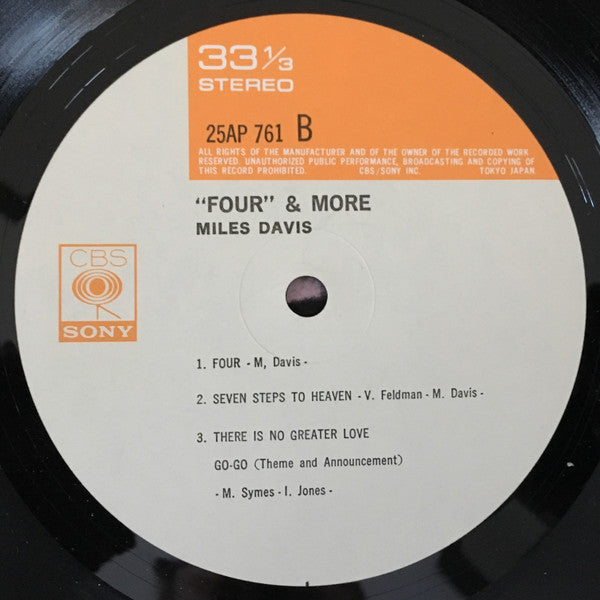 33 1/3
STEREO
25AP 761 B
ALL RIGHTS OF THE MANUFACTURER AND OF THE OWNER OF THE RECORDED WORK
RESERVED. UNAUTHORIZED PUBLIC PERFORMANCE, BROADCASTING AND COPYING OF
THIS RECORD PROHIBITED. CBS/SONY INC. TOKYO JAPAN.
"FOUR" & MORE
MILES DAVIS
CBS
SONY
1. FOUR - M, Davis -
2. SEVEN STEPS TO HEAVEN - V. Feldman - M. Davis -
3. THERE IS NO GREATER LOVE
GO-GO (Theme and Announcement)
- M. Symes - I. Jones -